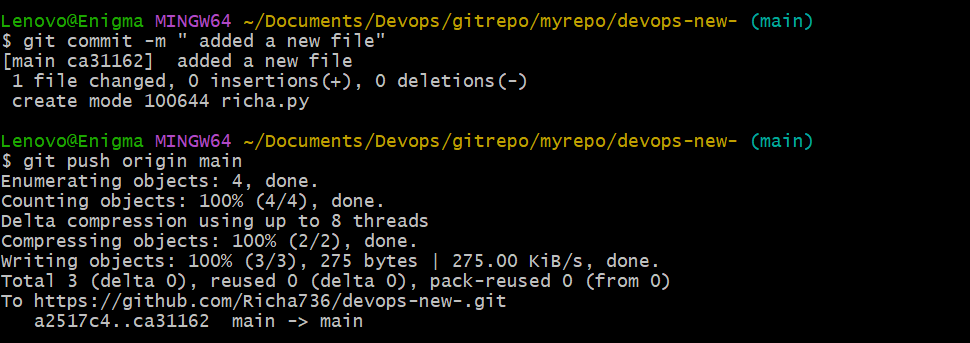 Lenovo@Enigma MINGW64 ~/Documents/Devops/gitrepo/myrepo/devops-new- (main)
$ git commit -m " added a new file"
[main ca31162]  added a new file
 1 file changed, 0 insertions(+), 0 deletions(-)
 create mode 100644 richa.py

Lenovo@Enigma MINGW64 ~/Documents/Devops/gitrepo/myrepo/devops-new- (main)
$ git push origin main
Enumerating objects: 4, done.
Counting objects: 100% (4/4), done.
Delta compression using up to 8 threads
Compressing objects: 100% (2/2), done.
Writing objects: 100% (3/3), 275 bytes | 275.00 KiB/s, done.
Total 3 (delta 0), reused 0 (delta 0), pack-reused 0 (from 0)
To https://github.com/Richa736/devops-new-.git
   a2517c4..ca31162  main -> main